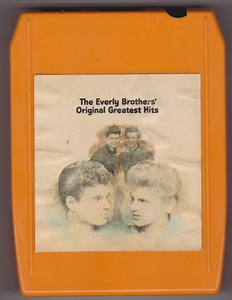 The Everly Brothers'
Original Greatest Hits